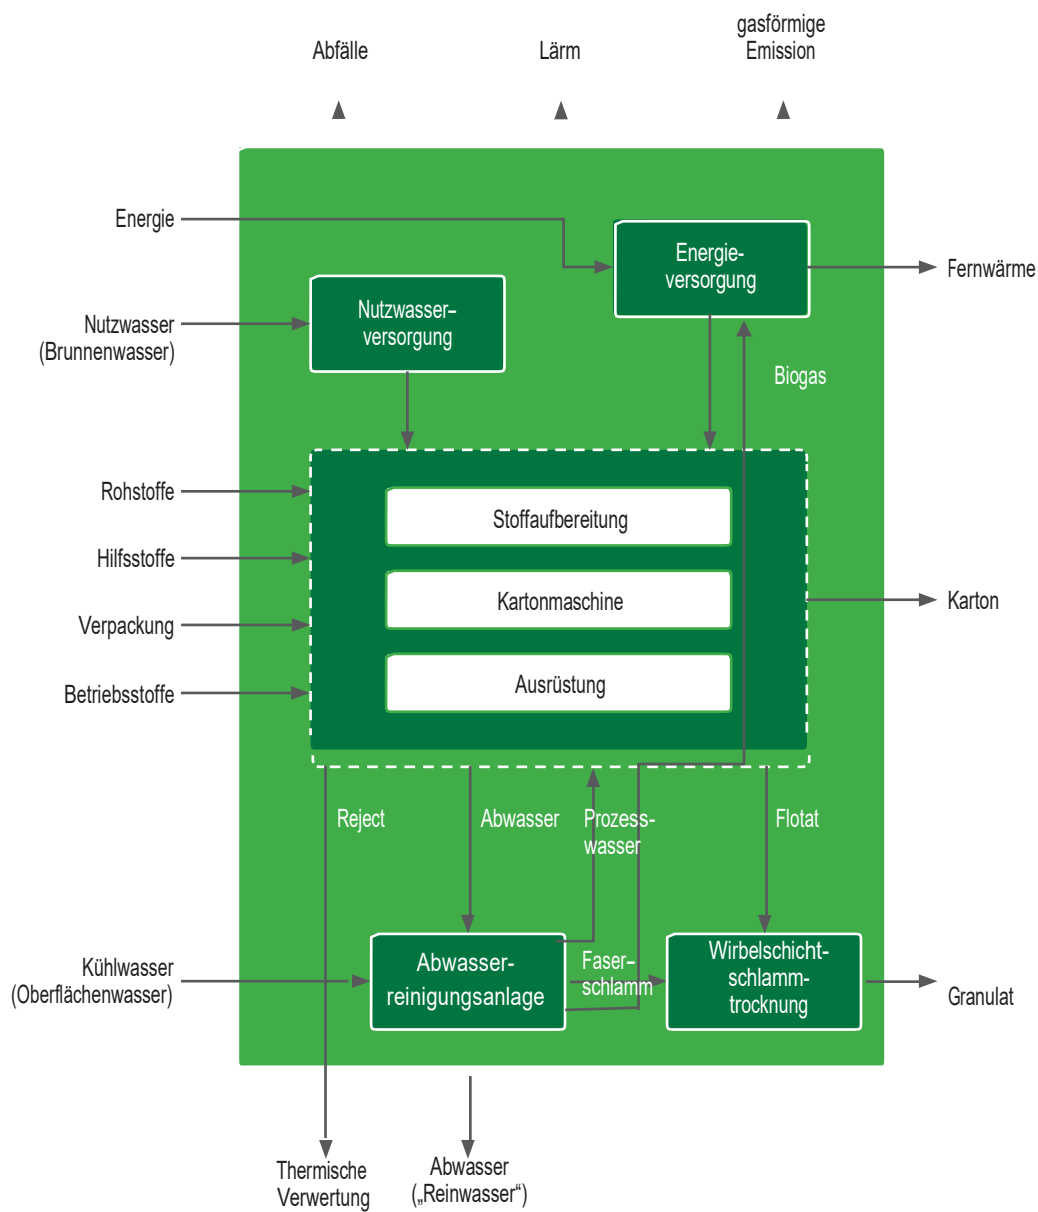 Abfälle
Lärm
gasförmige
Emission
Energie
Energie-
versorgung
Fernwärme
Nutzwasser–
versorgung
Nutzwasser
(Brunnenwasser)
Biogas
Rohstoffe
Stoffaufbereitung
Hilfsstoffe
Kartonmaschine
Karton
Verpackung
Ausrüstung
Betriebsstoffe
Reject
Abwasser
Prozess-
wasser
Flotat
Kühlwasser
(Oberflächenwasser)
Abwasser-
reinigungsanlage
Faser–
schlamm
Wirbelschicht-
schlamm-
trocknung
Granulat
Thermische
Verwertung
Abwasser
(„Reinwasser“)